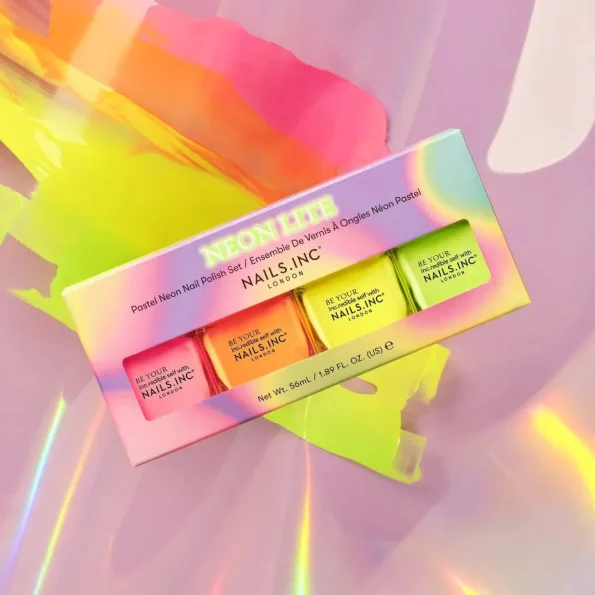 NEON LITE
Pastel Neon Nail Polish Set / Ensemble De Vernis À Ongles Néon Pastel
NAILS.INC®
LONDON
BE YOUR
inc.redible self with
NAILS.INC®
LONDON
BE YOUR
inc.redible self with
NAILS.INC®
LONDON
BE YOUR
inc.redible self with
NAILS.INC®
LONDON
BE YOUR
inc.redible self with
NAILS.INC®
LONDON
Net Wt. 56mL / 1.89 FL. OZ. (US) ℮